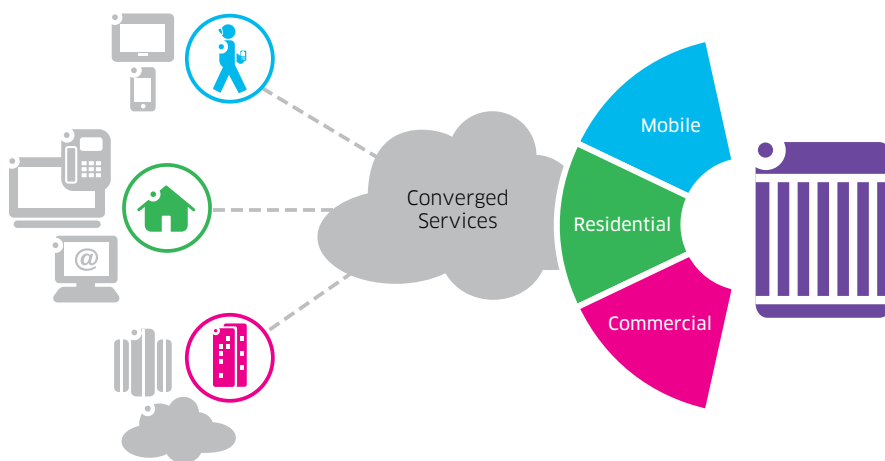 Mobile
Converged
Services
Residential
Commercial
@